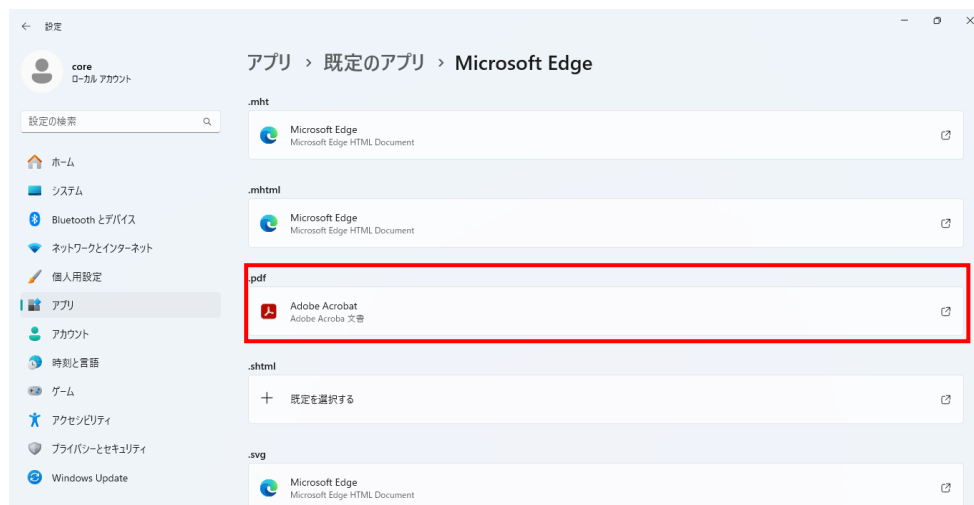 設定
core
ローカル アカウント
設定の検索
ホーム
システム
Bluetooth とデバイス
ネットワークとインターネット
個人用設定
アプリ
アカウント
時刻と言語
ゲーム
アクセシビリティ
プライバシーとセキュリティ
Windows Update
アプリ › 既定のアプリ › Microsoft Edge
.mht
Microsoft Edge
Microsoft Edge HTML Document
.mhtml
Microsoft Edge
Microsoft Edge HTML Document
.pdf
Adobe Acrobat
Adobe Acroba 文書
.shtml
既定を選択する
.svg
Microsoft Edge
Microsoft Edge HTML Document